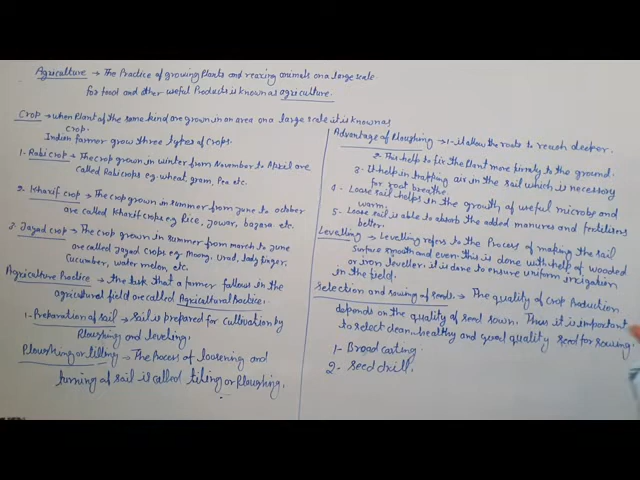 Agriculture → The Practice of growing Plants and rearing animals on a large scale
for food and other useful Products is known as agriculture.
Crop → when Plant of the same kind are grown in an area on a large scale it is known as
crop.
Indian farmer grow three types of crops.
1- Rabi crop → The crop grown in winter from November to April are
called Rabi crops e.g. wheat, gram, Pea etc.
2. Kharif crop → The crop grown in summer from june to october
are called Kharif crops e.g. Rice, jowar, bazara etc.
3. Jayad crop → The crop grown in summer from march to june
are called Jayad crops e.g. Moong, Urad, lady finger,
Cucumber, water melon, etc.
Agriculture Practice → the task that a farmer follows in the
agricultural field are called Agricultural Practice.
1- Preparation of soil → Soil is prepared for cultivation by
Ploughing and leveling.
Ploughing or tilling → The Process of loosening and
turning of soil is called tiling or Ploughing.
Advantage of Ploughing → 1- it allow the roots to reach deeper.
2. This help to fix the Plant more firmly to the ground.
3. It help in trapping air in the soil which is necessary
for root breathe.
4- Loose soil helps in the growth of useful microbe and
warm.
5- Loose soil is able to absorb the added manures and fertilisers
better.
Levelling → Levelling refers to the Process of making the soil
Surface smooth and even. This is done with help of wooded
or iron leveller. it is done to ensure uniform irrigation
in the field.
Selection and sowing of seeds → The quality of crop Production
depends on the quality of seed sown. Thus it is important
to select clean, healthy and good quality seed for sowing.
1- Broad casting
2- Seed drill.